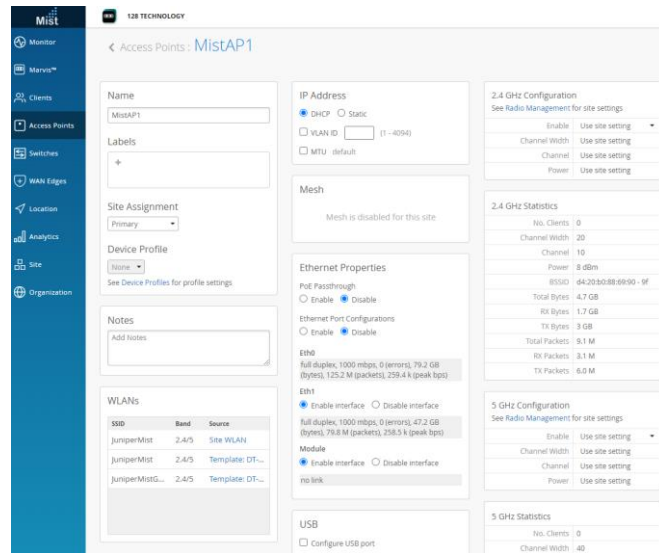 Mist
128 TECHNOLOGY
Monitor
Marvis™
Clients
Access Points
Switches
WAN Edges
Location
Analytics
Site
Organization
< Access Points : MistAP1
Name
MistAP1
Labels
+
Site Assignment
Primary
Device Profile
None
See Device Profiles for profile settings
Notes
Add Notes
WLANs
SSID Band Source
JuniperMist 2.4/5 Site WLAN
JuniperMist 2.4/5 Template: DT-...
JuniperMistG... 2.4/5 Template: DT-...
IP Address
DHCP Static
VLAN ID (1 - 4094)
MTU default
Mesh
Mesh is disabled for this site
Ethernet Properties
PoE Passthrough
Enable Disable
Ethernet Port Configurations
Enable Disable
Eth0
full duplex, 1000 mbps, 0 (errors), 79.2 GB
(bytes), 125.2 M (packets), 259.4 k (peak bps)
Eth1
Enable interface Disable interface
full duplex, 1000 mbps, 0 (errors), 47.2 GB
(bytes), 79.8 M (packets), 258.5 k (peak bps)
Module
Enable interface Disable interface
no link
USB
Configure USB port
2.4 GHz Configuration
See Radio Management for site settings
Enable Use site setting
Channel Width Use site setting
Channel Use site setting
Power Use site setting
2.4 GHz Statistics
No. Clients 0
Channel Width 20
Channel 10
Power 8 dBm
BSSID d4:20:b0:88:69:90 - 9f
Total Bytes 4.7 GB
RX Bytes 1.7 GB
TX Bytes 3 GB
Total Packets 9.1 M
RX Packets 3.1 M
TX Packets 6.0 M
5 GHz Configuration
See Radio Management for site settings
Enable Use site setting
Channel Width Use site setting
Channel Use site setting
Power Use site setting
5 GHz Statistics
No. Clients 0
Channel Width 40